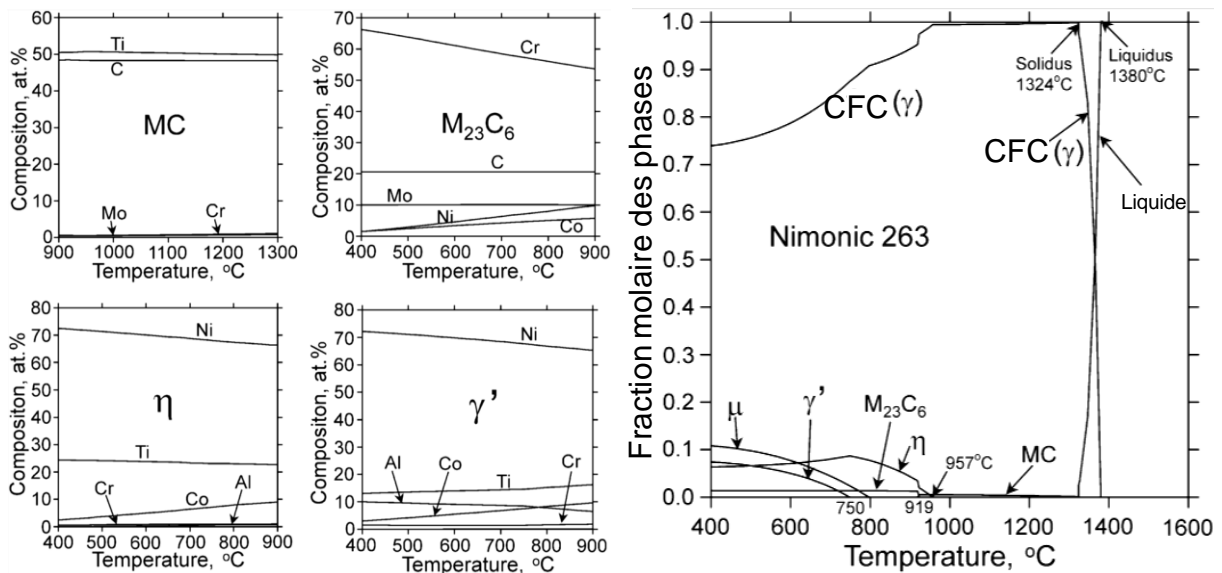 60
50
40
30
20
10
0
Compositon, at.%
Ti
C
MC
Mo
Cr
900 1000 1100 1200 1300
Temperature, °C
70
60
50
40
30
20
10
0
Compositon, at.%
Cr
M23C6
C
Mo
Ni
Co
400 500 600 700 800 900
Temperature, °C
80
70
60
50
40
30
20
10
0
Compositon, at.%
Ni
η
Ti
Cr
Co
Al
400 500 600 700 800 900
Temperature, °C
80
70
60
50
40
30
20
10
0
Compositon, at.%
Ni
γ’
Al
Co
Ti
Cr
400 500 600 700 800 900
Temperature, °C
1.0
0.9
0.8
0.7
0.6
0.5
0.4
0.3
0.2
0.1
0.0
Fraction molaire des phases
Solidus
1324°C
Liquidus
1380°C
CFC(γ)
CFC(γ)
Liquide
Nimonic 263
μ
γ’
M23C6
η
957°C
MC
750
919
400 600 800 1000 1200 1400 1600
Temperature, °C